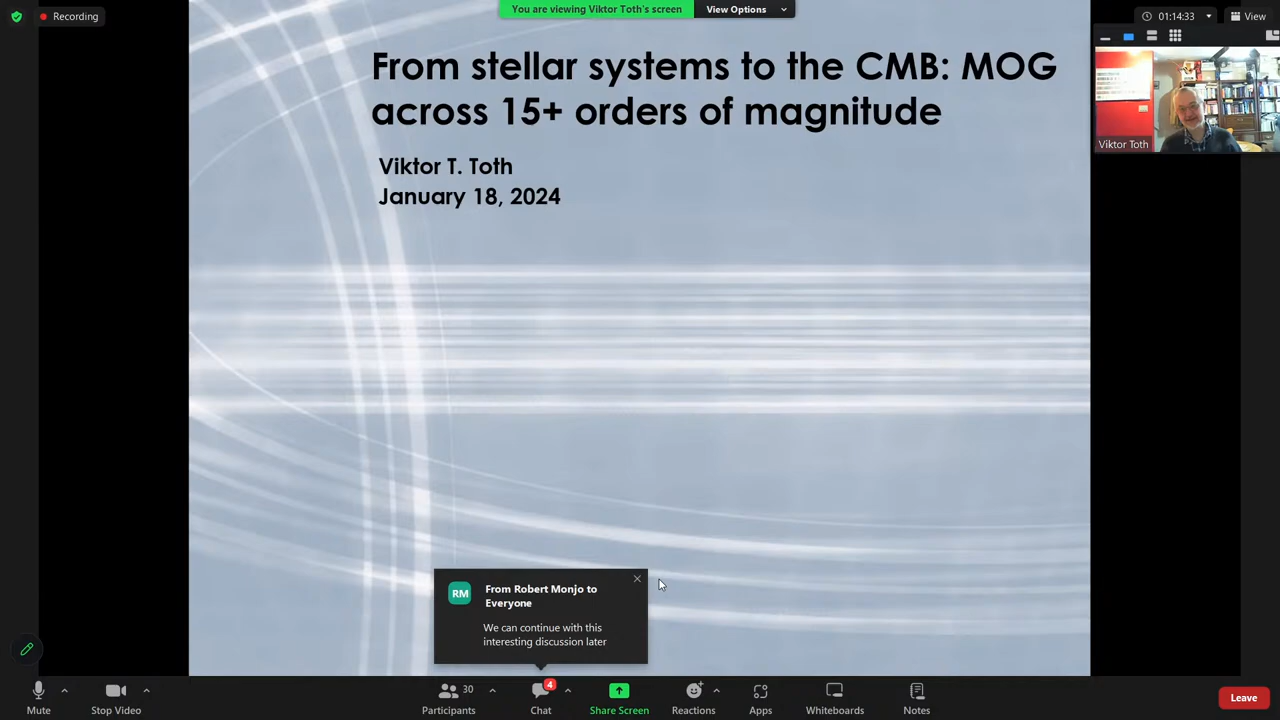 You are viewing Viktor Toth's screen
View Options
Recording
01:14:33
View
From stellar systems to the CMB: MOG
across 15+ orders of magnitude
Viktor T. Toth
January 18, 2024
Viktor Toth
RM
From Robert Monjo to
Everyone
We can continue with this
interesting discussion later
Mute
Stop Video
30
Participants
4
Chat
Share Screen
Reactions
Apps
Whiteboards
Notes
Leave